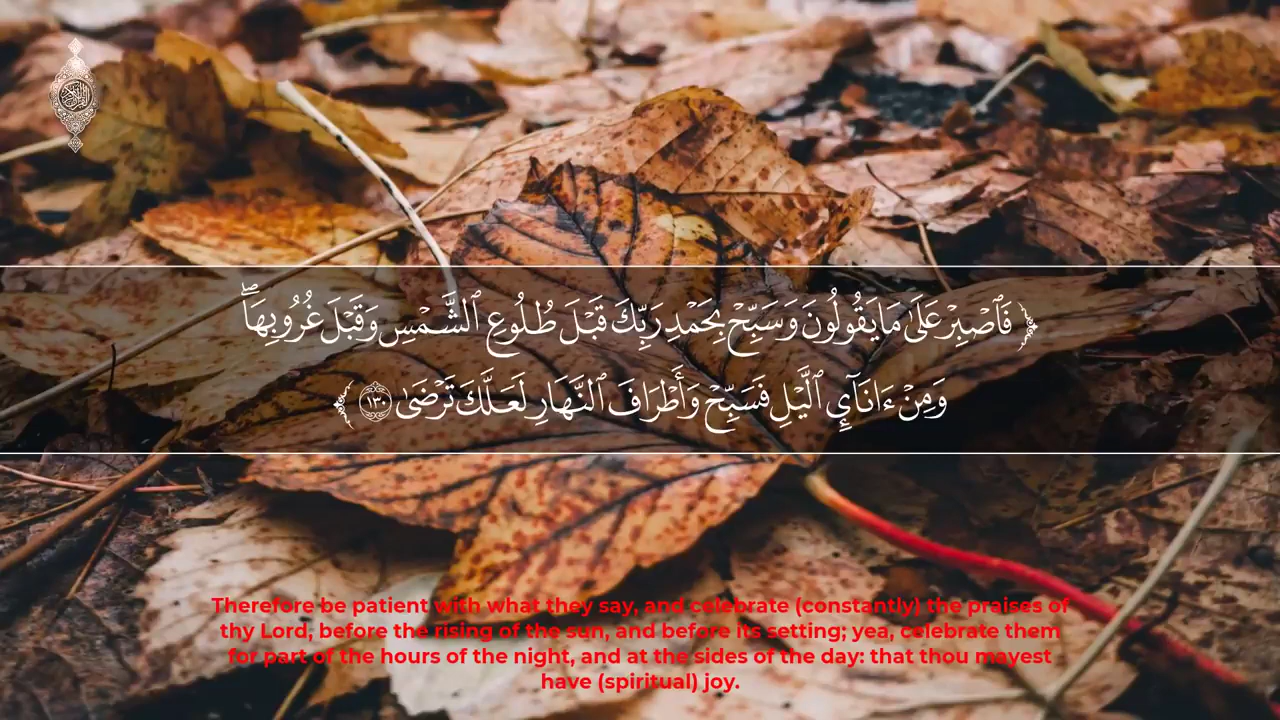 ﴿ فَٱصۡبِرۡ عَلَىٰ مَا يَقُولُونَ وَسَبِّحۡ بِحَمۡدِ رَبِّكَ قَبۡلَ طُلُوعِ ٱلشَّمۡسِ وَقَبۡلَ غُرُوبِهَاۖ
وَمِنۡ ءَانَآيِٕ ٱلَّيۡلِ فَسَبِّحۡ وَأَطۡرَافَ ٱلنَّهَارِ لَعَلَّكَ تَرۡضَىٰ ١٣٠ ﴾
Therefore be patient with what they say, and celebrate (constantly) the praises of
thy Lord, before the rising of the sun, and before its setting; yea, celebrate them
for part of the hours of the night, and at the sides of the day: that thou mayest
have (spiritual) joy.